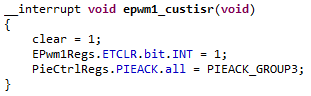 __interrupt void epwm1_custisr(void)
{
clear = 1;
EPwm1Regs.ETCLR.bit.INT = 1;
PieCtrlRegs.PIEACK.all = PIEACK_GROUP3;
}